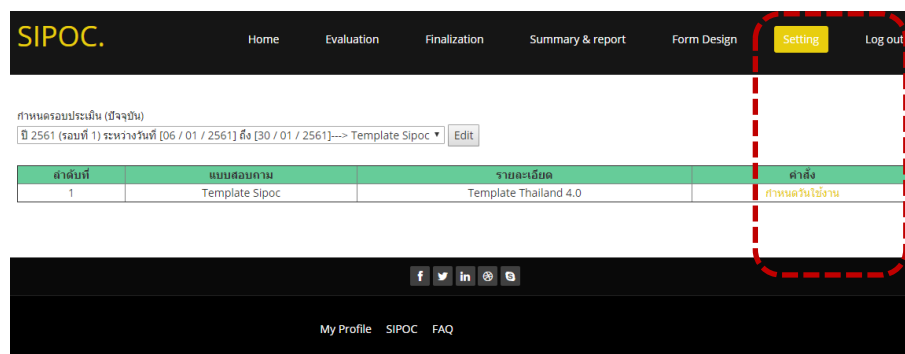 SIPOC. Home Evaluation Finalization Summary & report Form Design Setting Log out
กำหนดรอบประเมิน (ปัจจุบัน)
ปี 2561 (รอบที่ 1) ระหว่างวันที่ [06 / 01 / 2561] ถึง [30 / 01 / 2561]---> Template Sipoc Edit
ลำดับที่ แบบสอบถาม รายละเอียด คำสั่ง
1 Template Sipoc Template Thailand 4.0 กำหนดวันใช้งาน
My Profile SIPOC FAQ